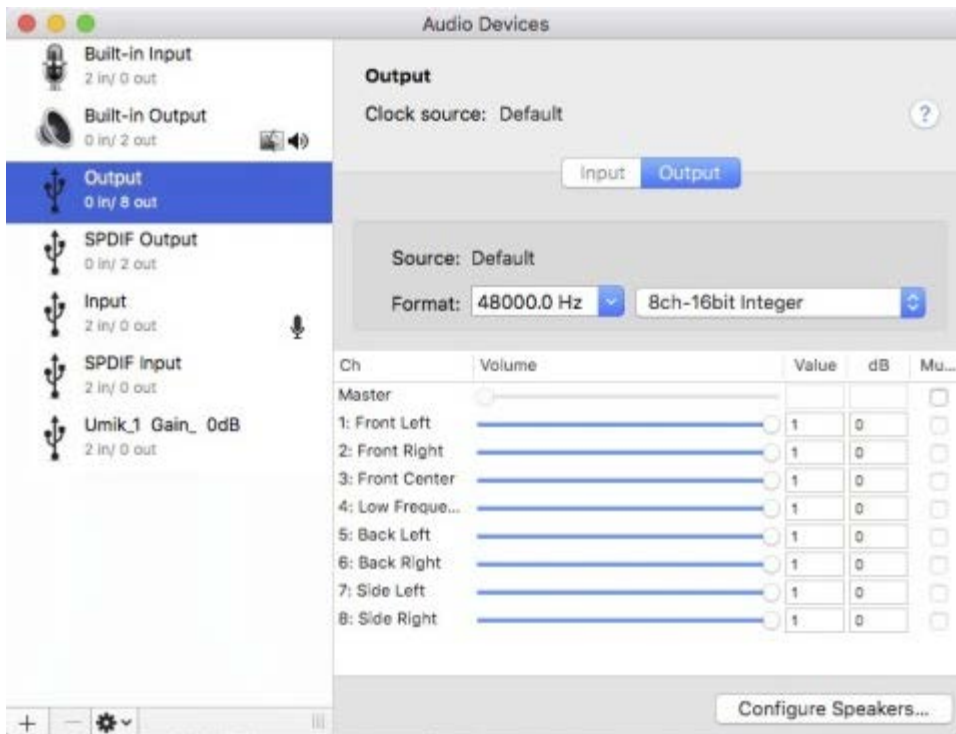 Audio Devices
Built-in Input
2 in/ 0 out
Built-in Output
0 in/ 2 out
Output
0 in/ 8 out
SPDIF Output
0 in/ 2 out
Input
2 in/ 0 out
SPDIF Input
2 in/ 0 out
Umik_1 Gain_ 0dB
2 in/ 0 out
+ −
Output
Clock source: Default
?
Input Output
Source: Default
Format: 48000.0 Hz 8ch-16bit Integer
Ch Volume Value dB Mu...
Master
1: Front Left 1 0
2: Front Right 1 0
3: Front Center 1 0
4: Low Freque... 1 0
5: Back Left 1 0
6: Back Right 1 0
7: Side Left 1 0
8: Side Right 1 0
Configure Speakers...